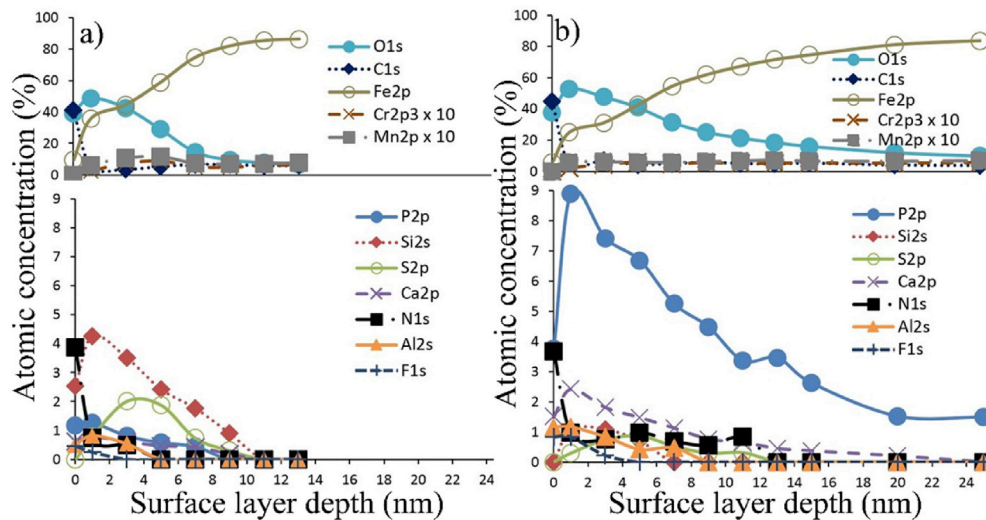 a)
100
80
60
40
20
0
O1s
C1s
Fe2p
Cr2p3 x 10
Mn2p x 10
Atomic concentration (%)
9
8
7
6
5
4
3
2
1
0
P2p
Si2s
S2p
Ca2p
N1s
Al2s
F1s
Atomic concentration (%)
0 2 4 6 8 10 12 14 16 18 20 22 24
Surface layer depth (nm)
b)
100
80
60
40
20
0
O1s
C1s
Fe2p
Cr2p3 x 10
Mn2p x 10
Atomic concentration (%)
9
8
7
6
5
4
3
2
1
0
P2p
Si2s
S2p
Ca2p
N1s
Al2s
F1s
0 2 4 6 8 10 12 14 16 18 20 22 24
Surface layer depth (nm)